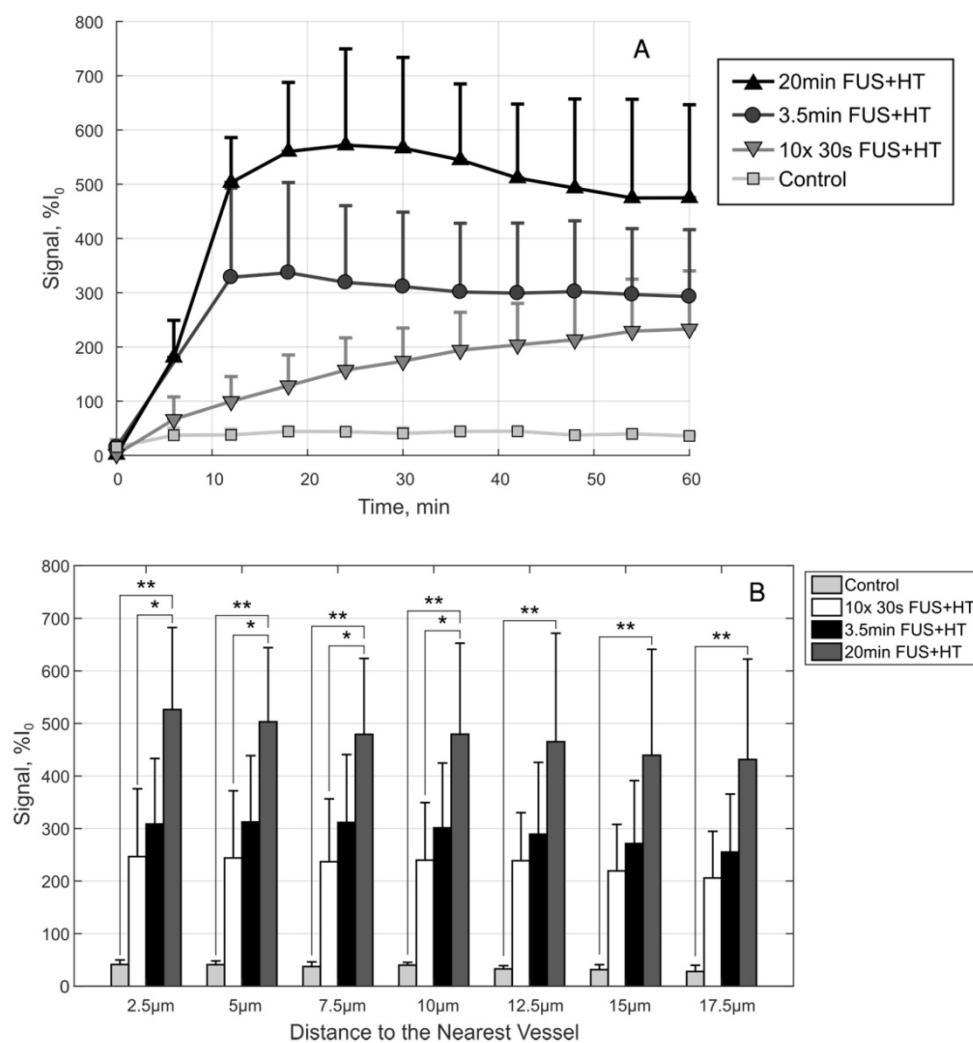 A
800
700
600
500
400
300
200
100
0
Signal, %I₀
0 10 20 30 40 50 60
Time, min
20min FUS+HT
3.5min FUS+HT
10x 30s FUS+HT
Control
B
800
700
600
500
400
300
200
100
0
Signal, %I₀
** ** ** ** ** ** **
* * * *
2.5µm 5µm 7.5µm 10µm 12.5µm 15µm 17.5µm
Distance to the Nearest Vessel
Control
10x 30s FUS+HT
3.5min FUS+HT
20min FUS+HT